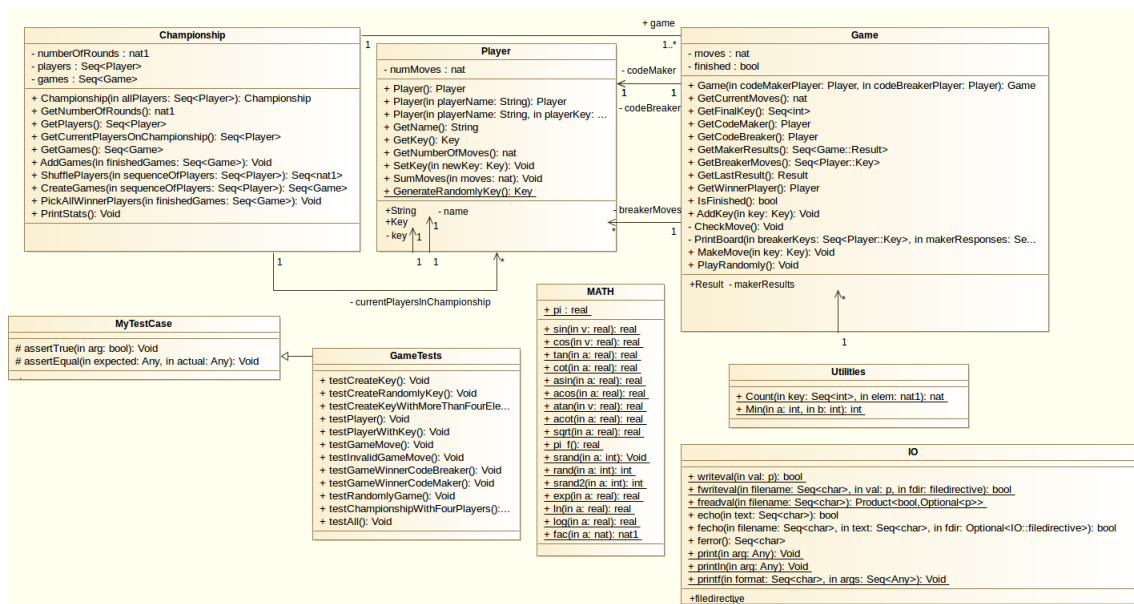 Championship
- numberOfRounds : nat1
- players : Seq<Player>
- games : Seq<Game>
+ Championship(in allPlayers: Seq<Player>): Championship
+ GetNumberOfRounds(): nat1
+ GetPlayers(): Seq<Player>
+ GetCurrentPlayersOnChampionship(): Seq<Player>
+ GetGames(): Seq<Game>
+ AddGames(in finishedGames: Seq<Game>): Void
+ ShufflePlayers(in sequenceOfPlayers: Seq<Player>): Seq<nat1>
+ CreateGames(in sequenceOfPlayers: Seq<Player>): Seq<Game>
+ PickAllWinnerPlayers(in finishedGames: Seq<Game>): Void
+ PrintStats(): Void
+ game
1
1..*
Player
- numMoves : nat
+ Player(): Player
+ Player(in playerName: String): Player
+ Player(in playerName: String, in playerKey: ...
+ GetName(): String
+ GetKey(): Key
+ GetNumberOfMoves(): nat
+ SetKey(in newKey: Key): Void
+ SumMoves(in moves: nat): Void
+ GenerateRandomlyKey(): Key
+String
+Key
- key
1
- name
1
1
1
- codeMaker
1
1
- codeBreaker
- breakerMoves
*
1
Game
- moves : nat
- finished : bool
+ Game(in codeMakerPlayer: Player, in codeBreakerPlayer: Player): Game
+ GetCurrentMoves(): nat
+ GetFinalKey(): Seq<int>
+ GetCodeMaker(): Player
+ GetCodeBreaker(): Player
+ GetMakerResults(): Seq<Game::Result>
+ GetBreakerMoves(): Seq<Player::Key>
+ GetLastResult(): Result
+ GetWinnerPlayer(): Player
+ IsFinished(): bool
+ AddKey(in key: Key): Void
- CheckMove(): Void
- PrintBoard(in breakerKeys: Seq<Player::Key>, in makerResponses: Se...
+ MakeMove(in key: Key): Void
+ PlayRandomly(): Void
+Result - makerResults
*
1
1
*
- currentPlayersInChampionship
MyTestCase
# assertTrue(in arg: bool): Void
# assertEqual(in expected: Any, in actual: Any): Void
GameTests
+ testCreateKey(): Void
+ testCreateRandomlyKey(): Void
+ testCreateKeyWithMoreThanFourEle...
+ testPlayer(): Void
+ testPlayerWithKey(): Void
+ testGameMove(): Void
+ testInvalidGameMove(): Void
+ testGameWinnerCodeBreaker(): Void
+ testGameWinnerCodeMaker(): Void
+ testRandomlyGame(): Void
+ testChampionshipWithFourPlayers():...
+ testAll(): Void
MATH
+ pi : real
+ sin(in v: real): real
+ cos(in v: real): real
+ tan(in a: real): real
+ cot(in a: real): real
+ asin(in a: real): real
+ acos(in a: real): real
+ atan(in v: real): real
+ acot(in a: real): real
+ sqrt(in a: real): real
+ pi_f(): real
+ srand(in a: int): Void
+ rand(in a: int): int
+ srand2(in a: int): int
+ exp(in a: real): real
+ ln(in a: real): real
+ log(in a: real): real
+ fac(in a: nat): nat1
Utilities
+ Count(in key: Seq<int>, in elem: nat1): nat
+ Min(in a: int, in b: int): int
IO
+ writeval(in val: p): bool
+ fwriteval(in filename: Seq<char>, in val: p, in fdir: filedirective): bool
+ freadval(in filename: Seq<char>): Product<bool,Optional<p>>
+ echo(in text: Seq<char>): bool
+ fecho(in filename: Seq<char>, in text: Seq<char>, in fdir: Optional<IO::filedirective>): bool
+ ferror(): Seq<char>
+ print(in arg: Any): Void
+ println(in arg: Any): Void
+ printf(in format: Seq<char>, in args: Seq<Any>): Void
+filedirective